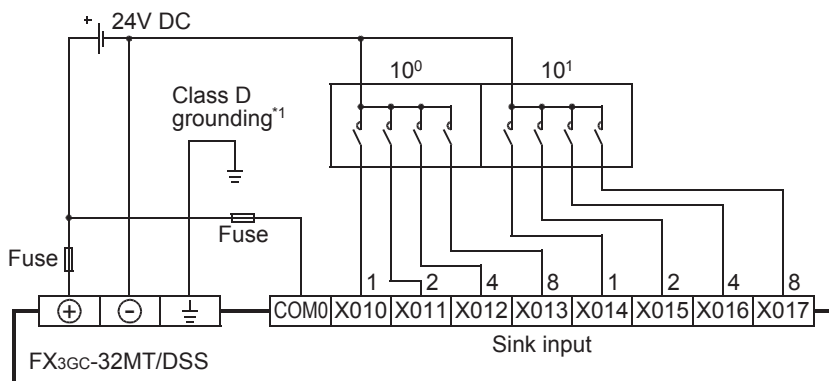 + 24V DC
10⁰ 10¹
Class D
grounding*1
Fuse
Fuse
1 2 4 8 1 2 4 8
+ - COM0 X010 X011 X012 X013 X014 X015 X016 X017
Sink input
FX3GC-32MT/DSS